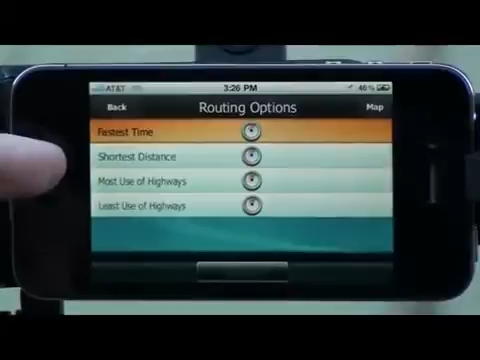 AT&T 3:26 PM 46%
Back Routing Options Map
Fastest Time
Shortest Distance
Most Use of Highways
Least Use of Highways